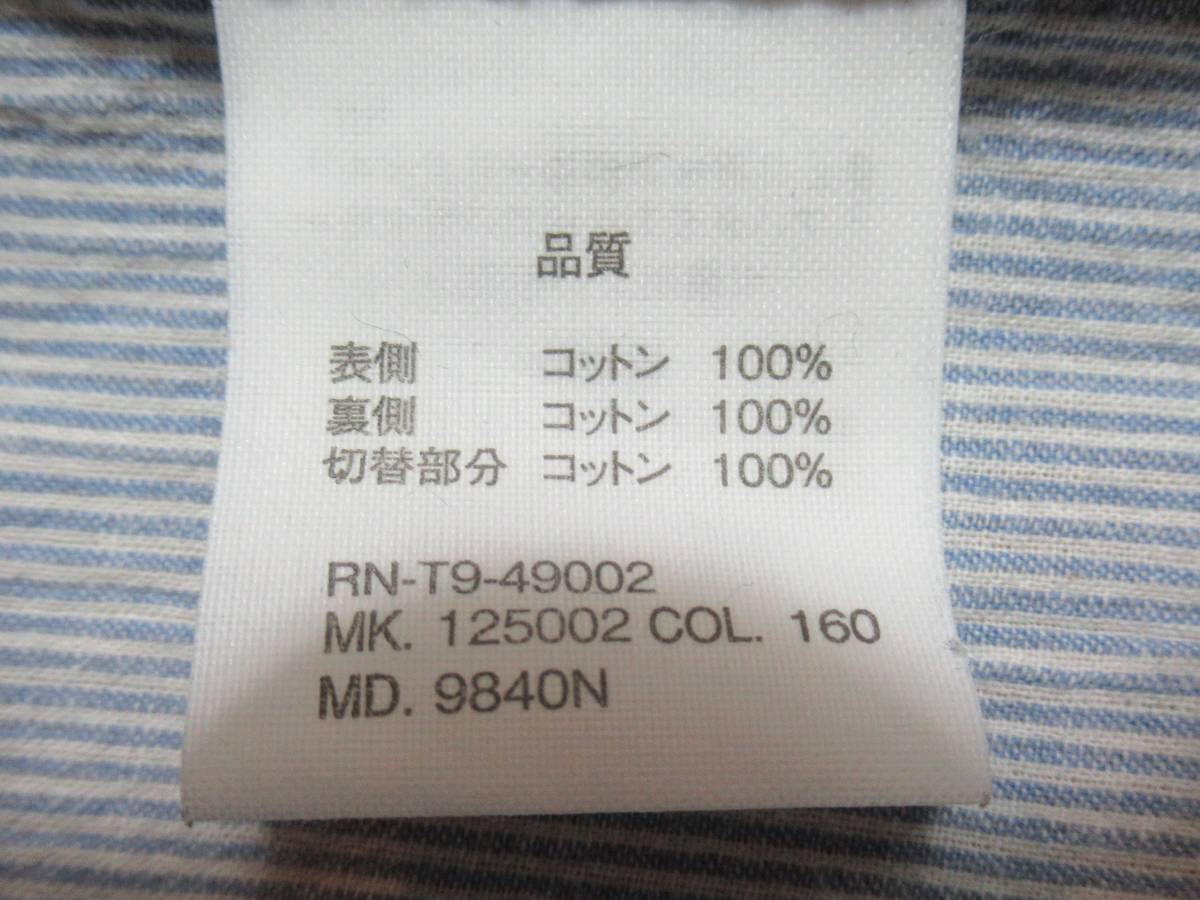 品質
表側 コットン 100%
裏側 コットン 100%
切替部分 コットン 100%
RN-T9-49002
MK. 125002 COL. 160
MD. 9840N